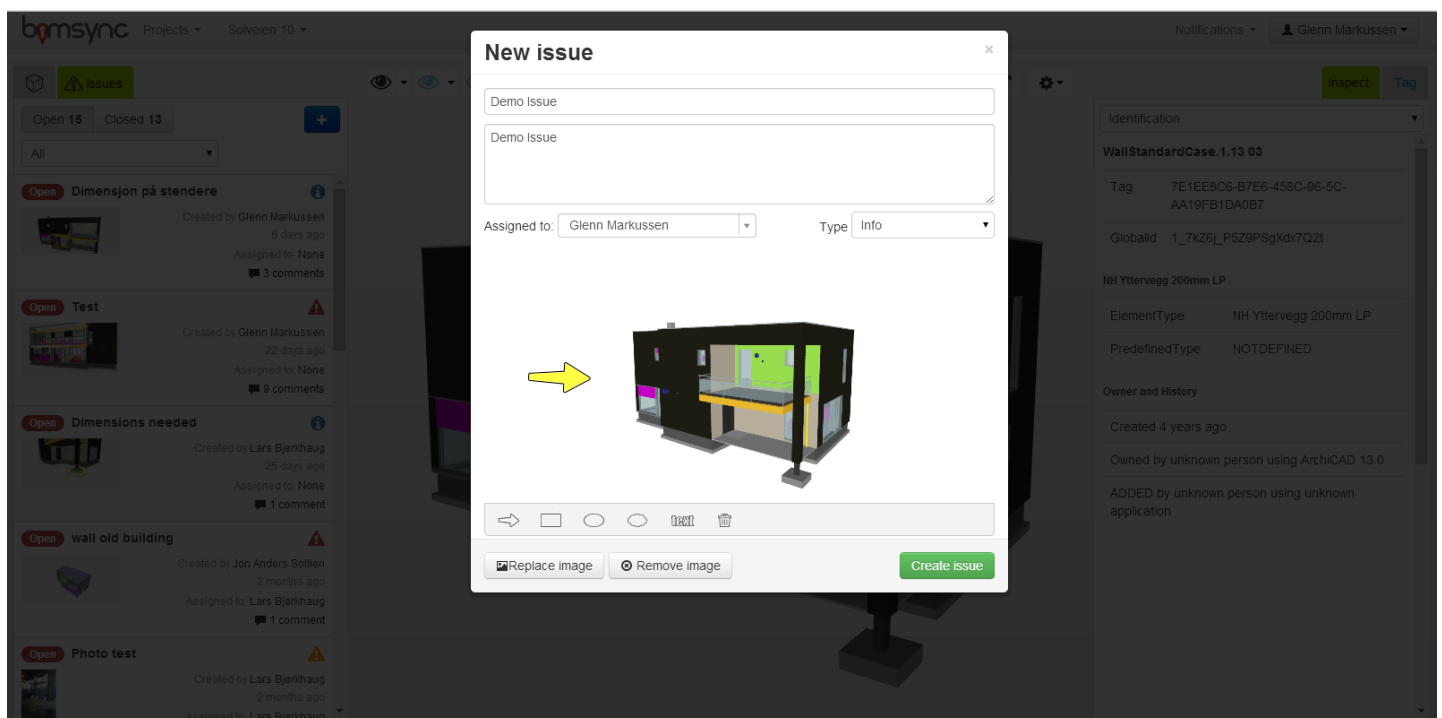 bimsync Projects Solveien 10 Notifications Glenn Markussen
issues
Open 15 Closed 13
+
All
Open Dimensjon på stendere
Created by Glenn Markussen
6 days ago
Assigned to: None
3 comments
Open Test
Created by Glenn Markussen
22 days ago
Assigned to: None
9 comments
Open Dimensions needed
Created by Lars Bjørkhaug
25 days ago
Assigned to: None
1 comment
Open wall old building
Created by Jon Anders Sollien
2 months ago
Assigned to: Lars Bjørkhaug
1 comment
Open Photo test
Created by Lars Bjørkhaug
2 months ago
Assigned to: Lars Bjørkhaug
New issue ×
Demo Issue
Demo Issue
Assigned to: Glenn Markussen Type Info
text
Replace image Remove image Create issue
Inspect Tag
Identification
WallStandardCase.1.13 03
Tag 7E1EE8C6-B7E6-458C-96-5C-
AA19FB1DA0B7
GlobalId 1_7kZ6j_P5Z9PSgXdx7Q2t
NH Yttervegg 200mm LP
ElementType NH Yttervegg 200mm LP
PredefinedType NOTDEFINED
Owner and History
Created 4 years ago
Owned by unknown person using ArchiCAD 13.0
ADDED by unknown person using unknown
application